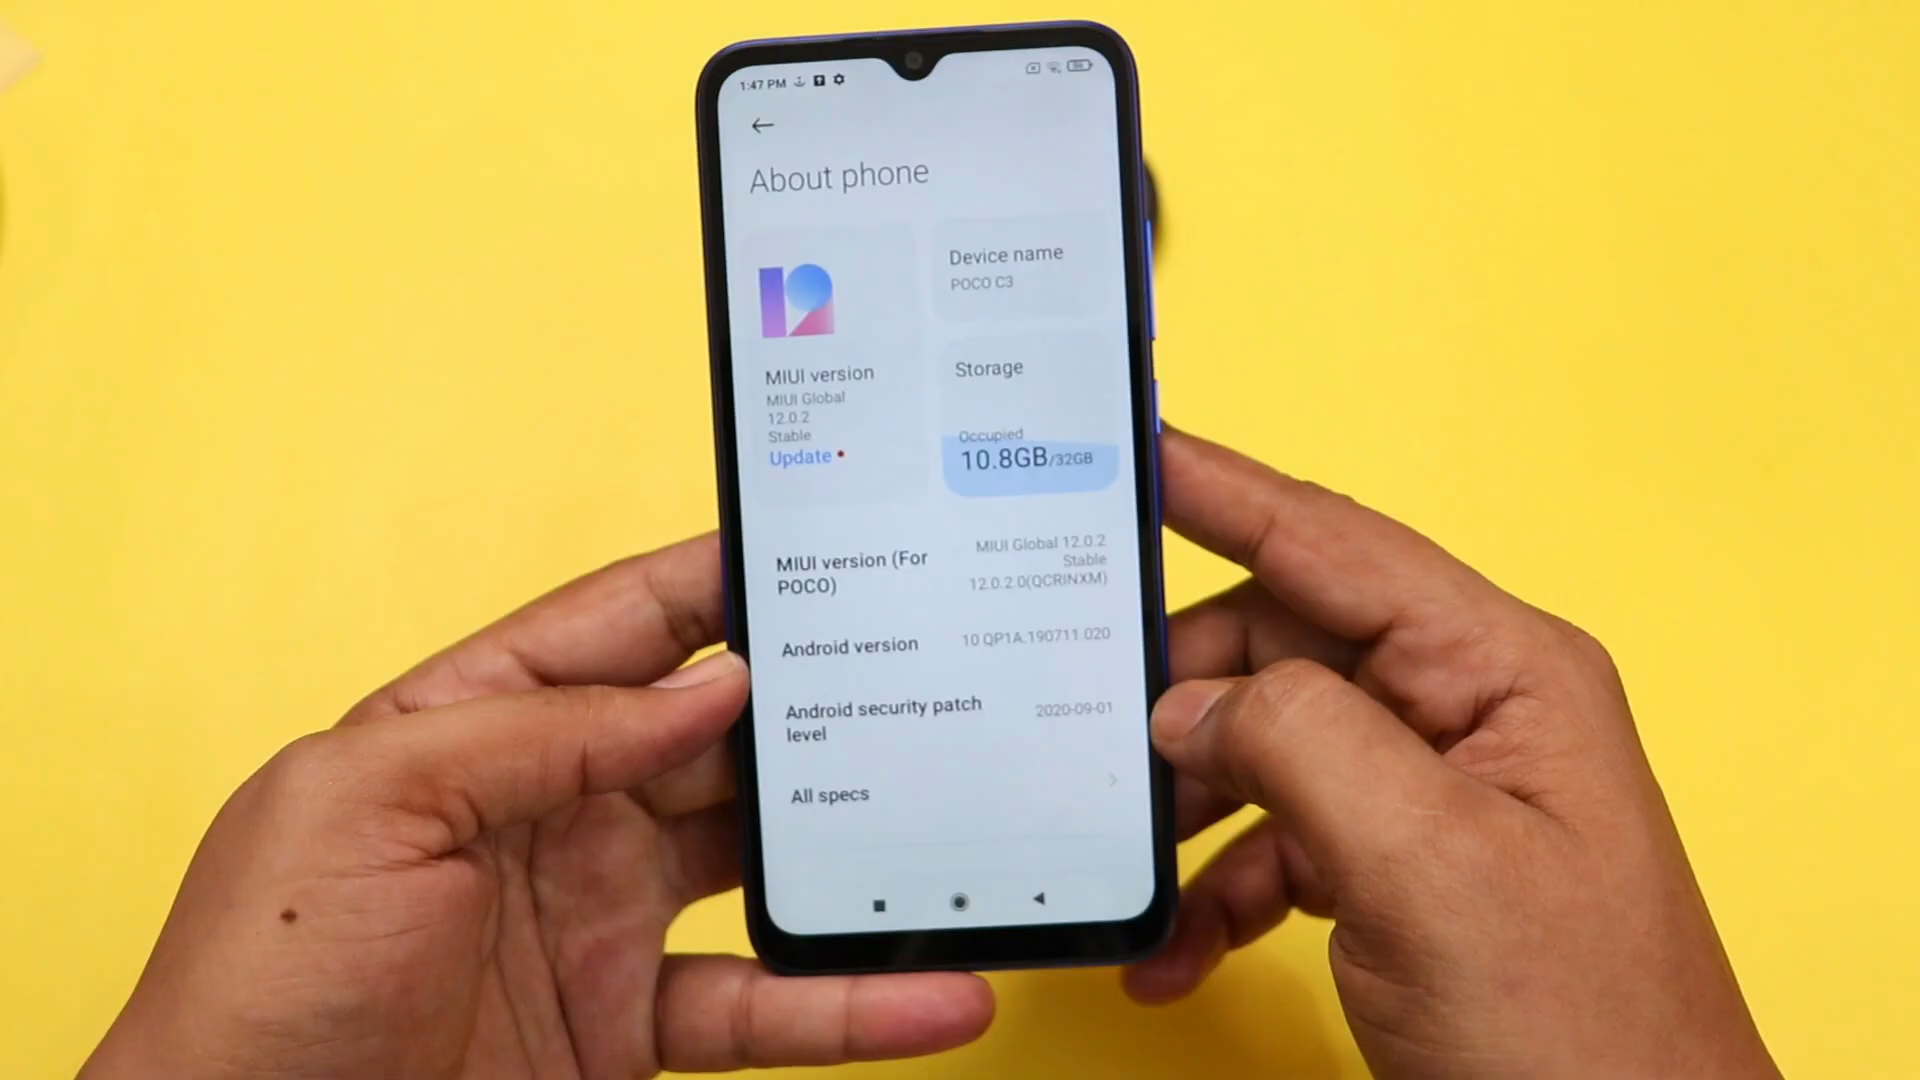 1:47 PM
About phone
Device name
POCO C3
12
MIUI version
MIUI Global
12.0.2
Stable
Update
Storage
Occupied
10.8GB/32GB
MIUI version (For
POCO)
MIUI Global 12.0.2
Stable
12.0.2.0(QCRINXM)
Android version
10 QP1A.190711.020
Android security patch
level
2020-09-01
All specs